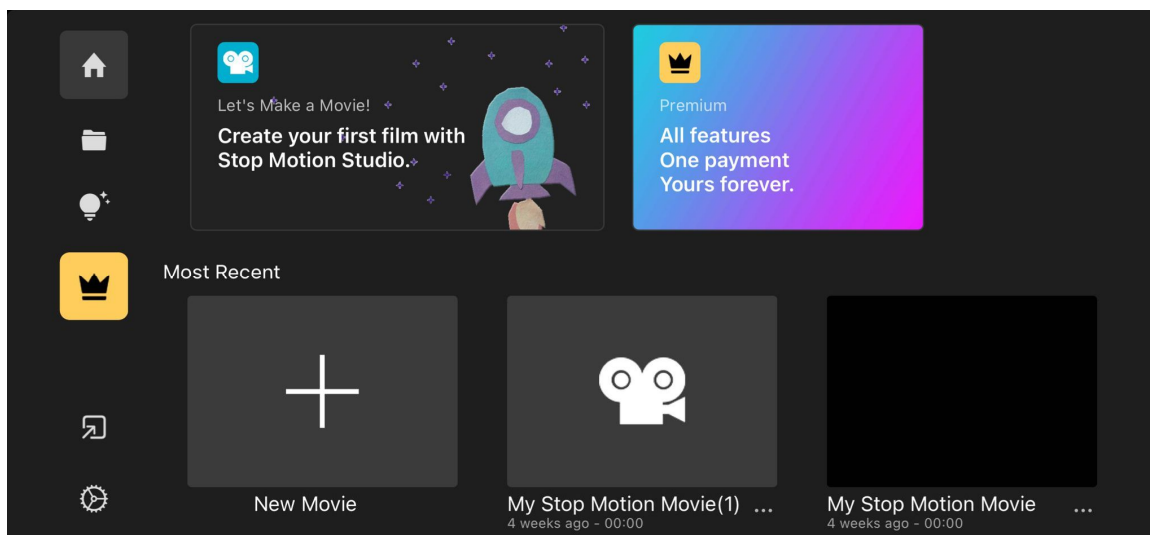 Let's Make a Movie!
Create your first film with
Stop Motion Studio.
Premium
All features
One payment
Yours forever.
Most Recent
New Movie
My Stop Motion Movie(1) ...
4 weeks ago - 00:00
My Stop Motion Movie ...
4 weeks ago - 00:00